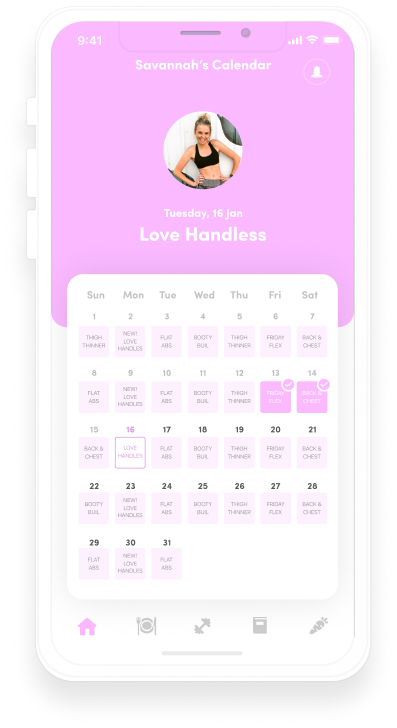 9:41
Savannah's Calendar
Tuesday, 16 Jan
Love Handless
Sun Mon Tue Wed Thu Fri Sat
1
THIGH
THINNER
2
NEW!
LOVE
HANDLES
3
FLAT
ABS
4
BOOTY
BUIL
5
THIGH
THINNER
6
FRIDAY
FLEX
7
BACK &
CHEST
8
FLAT
ABS
9
NEW!
LOVE
HANDLES
10
FLAT
ABS
11
BOOTY
BUIL
12
THIGH
THINNER
13
FRIDAY
FLEX
14
BACK &
CHEST
15
BACK &
CHEST
16
LOVE
HANDLES
17
FLAT
ABS
18
BOOTY
BUIL
19
THIGH
THINNER
20
FRIDAY
FLEX
21
BACK &
CHEST
22
BOOTY
BUIL
23
NEW!
LOVE
HANDLES
24
FLAT
ABS
25
BOOTY
BUIL
26
THIGH
THINNER
27
FRIDAY
FLEX
28
BACK &
CHEST
29
FLAT
ABS
30
NEW!
LOVE
HANDLES
31
FLAT
ABS